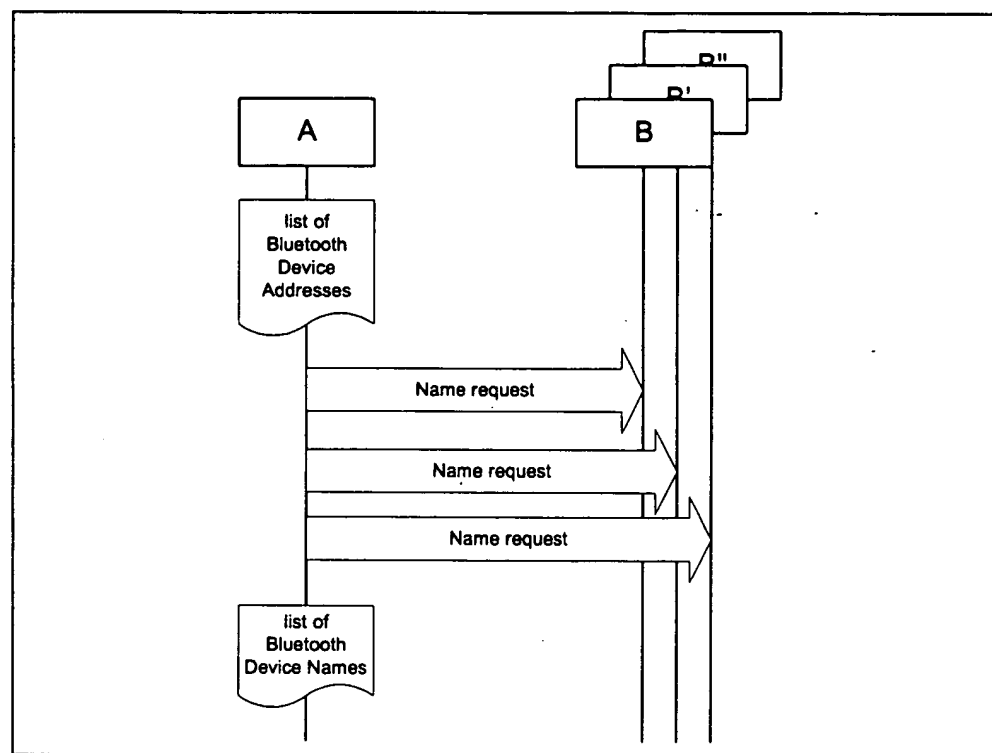 B"
B'
A
B
list of
Bluetooth
Device
Addresses
Name request
Name request
Name request
list of
Bluetooth
Device Names